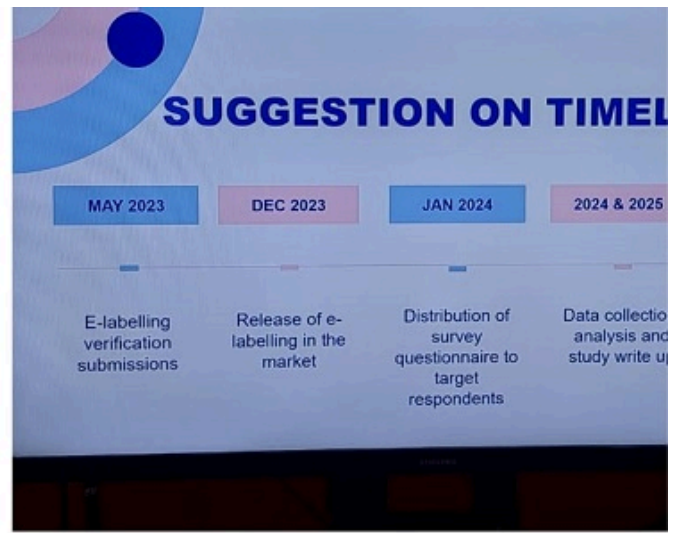 SUGGESTION ON TIMEL
MAY 2023
DEC 2023
JAN 2024
2024 & 2025
E-labelling
verification
submissions
Release of e-
labelling in the
market
Distribution of
survey
questionnaire to
target
respondents
Data collectio
analysis and
study write up